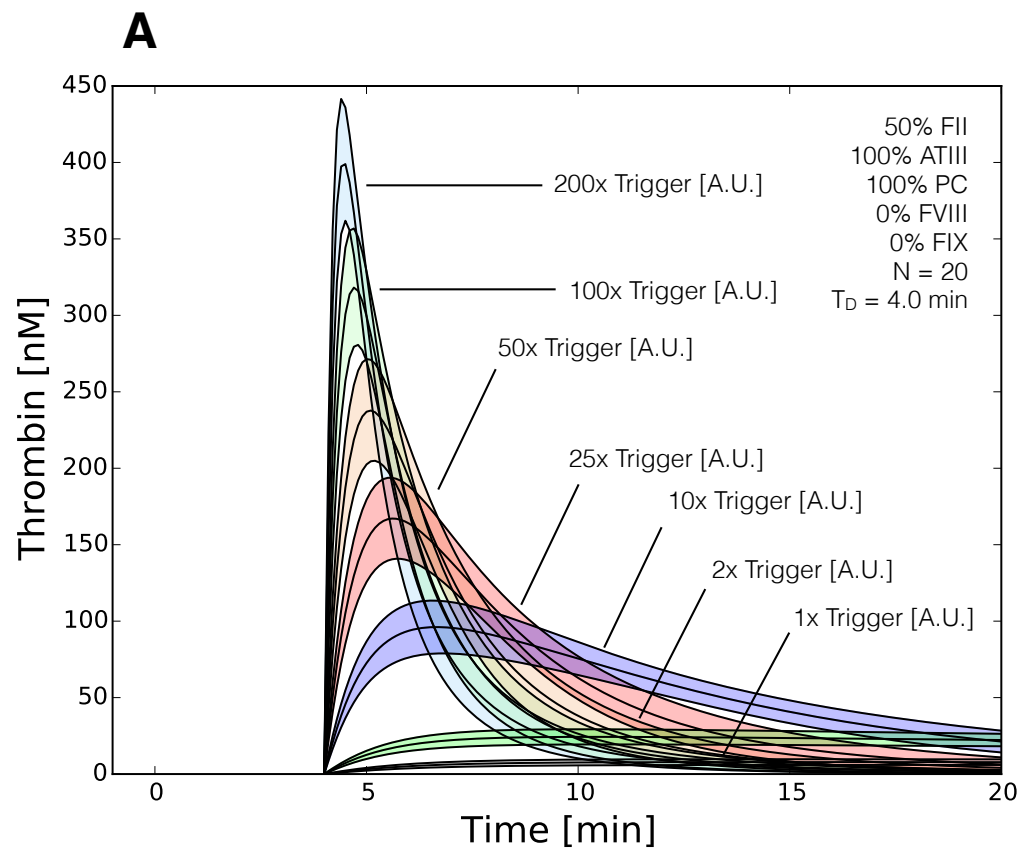 A
Thrombin [nM]
450
400
350
300
250
200
150
100
50
0
50% FII
100% ATIII
100% PC
0% FVIII
0% FIX
N = 20
T_D = 4.0 min
200x Trigger [A.U.]
100x Trigger [A.U.]
50x Trigger [A.U.]
25x Trigger [A.U.]
10x Trigger [A.U.]
2x Trigger [A.U.]
1x Trigger [A.U.]
0 5 10 15 20
Time [min]